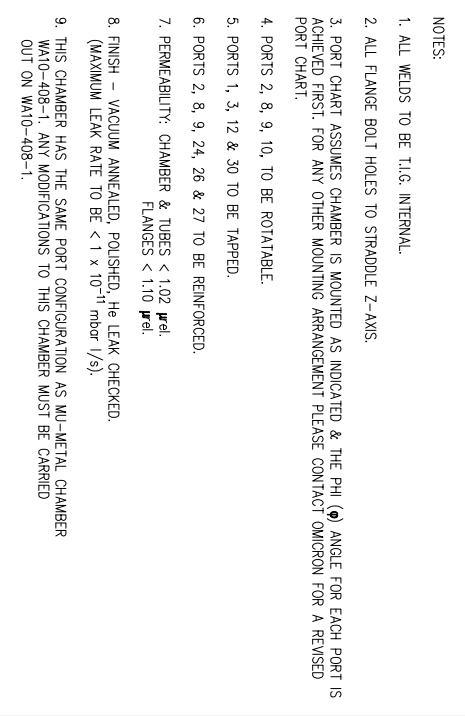 NOTES:
1. ALL WELDS TO BE T.I.G. INTERNAL.
2. ALL FLANGE BOLT HOLES TO STRADDLE Z-AXIS.
3. PORT CHART ASSUMES CHAMBER IS MOUNTED AS INDICATED & THE PHI (φ) ANGLE FOR EACH PORT IS
ACHIEVED FIRST. FOR ANY OTHER MOUNTING ARRANGEMENT PLEASE CONTACT OMICRON FOR A REVISED
PORT CHART.
4. PORTS 2, 8, 9, 10, TO BE ROTATABLE.
5. PORTS 1, 3, 12 & 30 TO BE TAPPED.
6. PORTS 2, 8, 9, 24, 26 & 27 TO BE REINFORCED.
7. PERMEABILITY: CHAMBER & TUBES < 1.02 µrel.
FLANGES < 1.10 µrel.
8. FINISH - VACUUM ANNEALED, POLISHED, He LEAK CHECKED.
(MAXIMUM LEAK RATE TO BE < 1 x 10⁻¹¹ mbar l/s).
9. THIS CHAMBER HAS THE SAME PORT CONFIGURATION AS MU-METAL CHAMBER
WA10-408-1. ANY MODIFICATIONS TO THIS CHAMBER MUST BE CARRIED
OUT ON WA10-408-1.